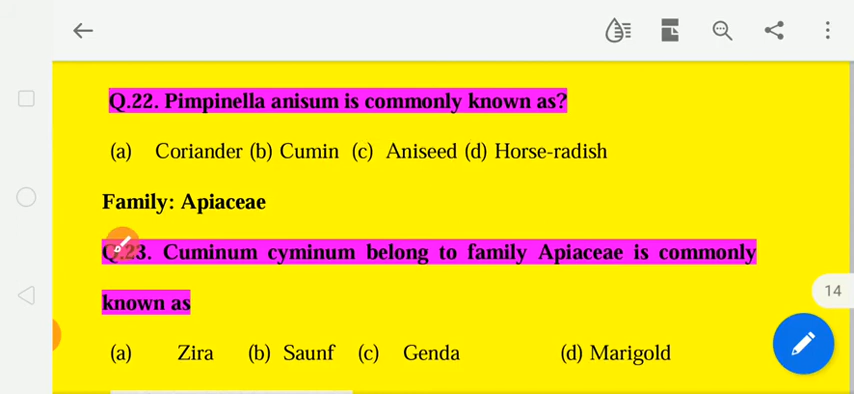 Q.22. Pimpinella anisum is commonly known as?
(a) Coriander (b) Cumin (c) Aniseed (d) Horse-radish
Family: Apiaceae
Q.23. Cuminum cyminum belong to family Apiaceae is commonly
known as
14
(a) Zira (b) Saunf (c) Genda (d) Marigold